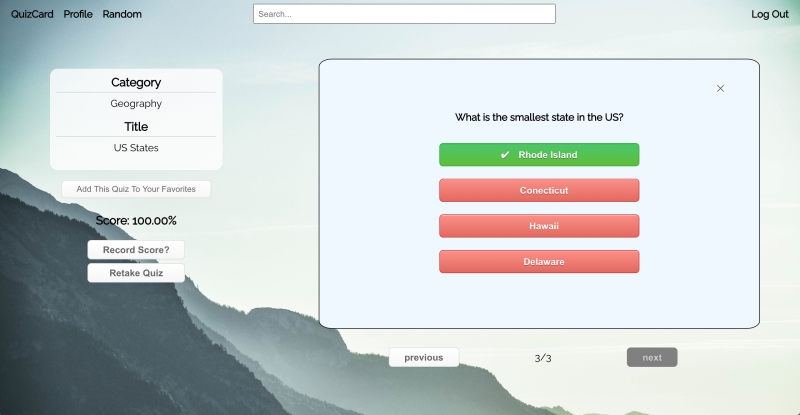 QuizCard Profile Random Search... Log Out
Category
Geography
Title
US States
Add This Quiz To Your Favorites
Score: 100.00%
Record Score?
Retake Quiz
×
What is the smallest state in the US?
✔ Rhode Island
Conecticut
Hawaii
Delaware
previous 3/3 next